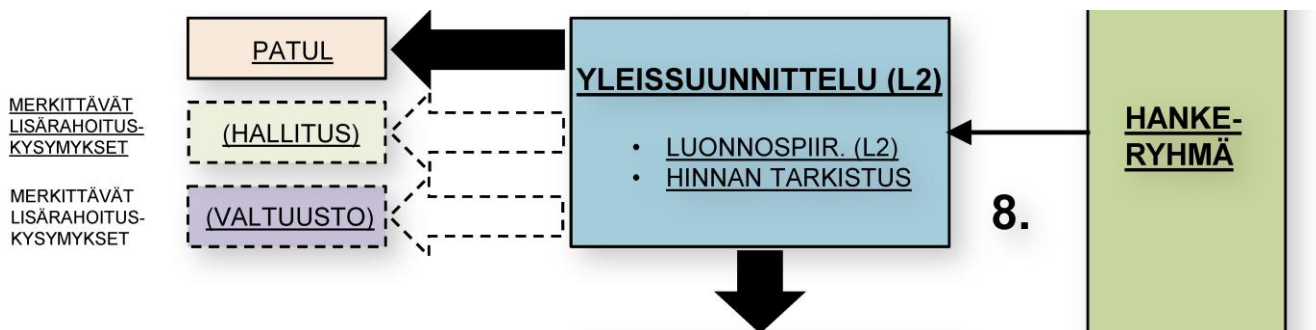 PATUL
MERKITTÄVÄT
LISÄRAHOITUS-
KYSYMYKSET
(HALLITUS)
MERKITTÄVÄT
LISÄRAHOITUS-
KYSYMYKSET
(VALTUUSTO)
YLEISSUUNNITTELU (L2)
• LUONNOSPIIR. (L2)
• HINNAN TARKISTUS
8.
HANKE-
RYHMÄ